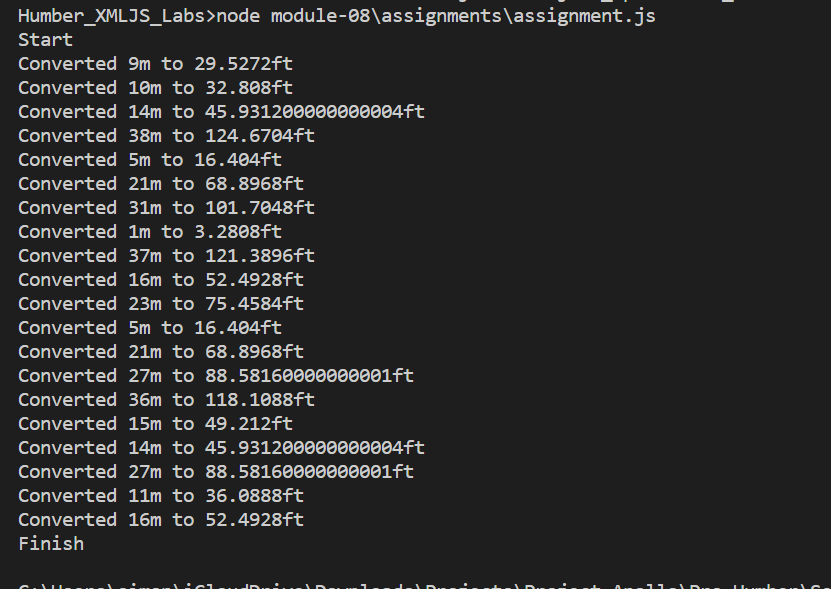 Humber_XMLJS_Labs>node module-08\assignments\assignment.js
Start
Converted 9m to 29.5272ft
Converted 10m to 32.808ft
Converted 14m to 45.931200000000004ft
Converted 38m to 124.6704ft
Converted 5m to 16.404ft
Converted 21m to 68.8968ft
Converted 31m to 101.7048ft
Converted 1m to 3.2808ft
Converted 37m to 121.3896ft
Converted 16m to 52.4928ft
Converted 23m to 75.4584ft
Converted 5m to 16.404ft
Converted 21m to 68.8968ft
Converted 27m to 88.58160000000001ft
Converted 36m to 118.1088ft
Converted 15m to 49.212ft
Converted 14m to 45.931200000000004ft
Converted 27m to 88.58160000000001ft
Converted 11m to 36.0888ft
Converted 16m to 52.4928ft
Finish